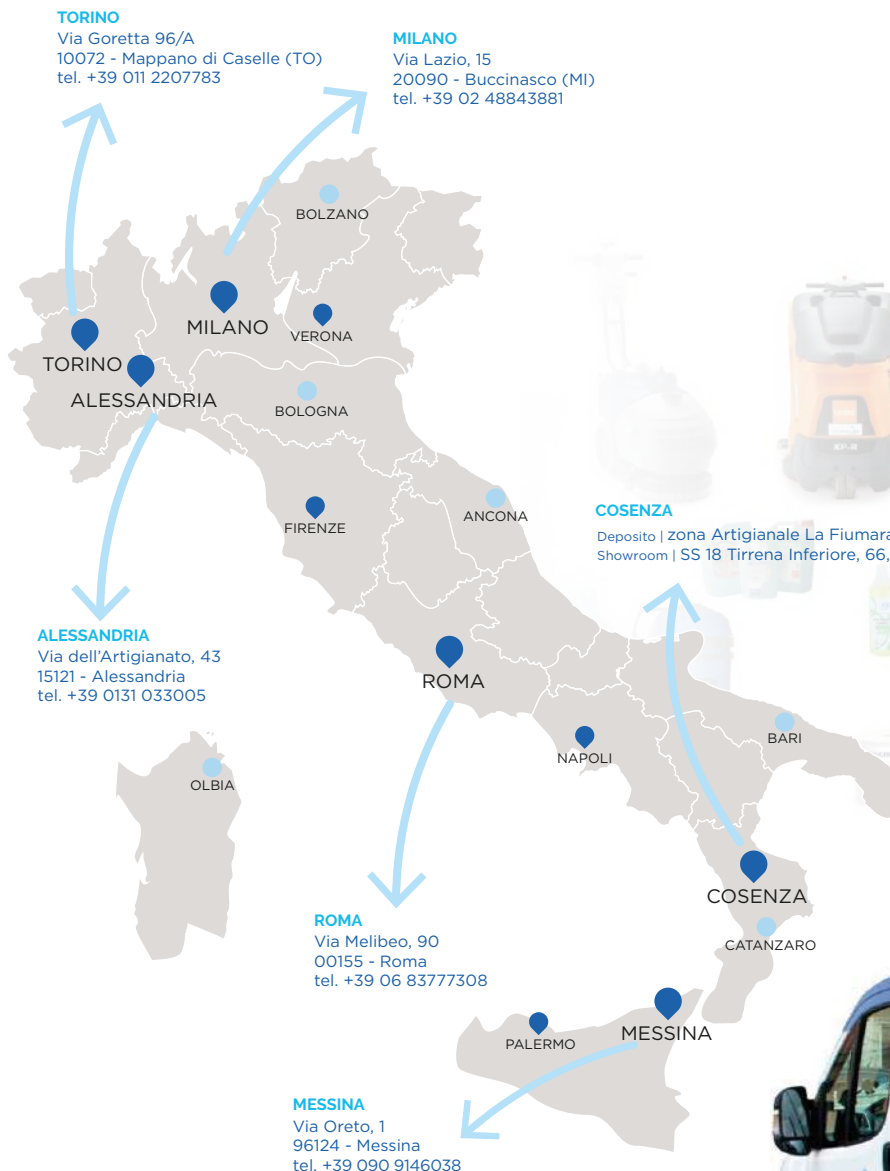 TORINO
Via Goretta 96/A
10072 - Mappano di Caselle (TO)
tel. +39 011 2207783
MILANO
Via Lazio, 15
20090 - Buccinasco (MI)
tel. +39 02 48843881
BOLZANO
MILANO
VERONA
TORINO
ALESSANDRIA
BOLOGNA
FIRENZE
ANCONA
COSENZA
Deposito | zona Artigianale La Fiumara
Showroom | SS 18 Tirrena Inferiore, 66,
ALESSANDRIA
Via dell'Artigianato, 43
15121 - Alessandria
tel. +39 0131 033005
ROMA
NAPOLI
BARI
OLBIA
COSENZA
CATANZARO
ROMA
Via Melibeo, 90
00155 - Roma
tel. +39 06 83777308
PALERMO
MESSINA
MESSINA
Via Oreto, 1
96124 - Messina
tel. +39 090 9146038